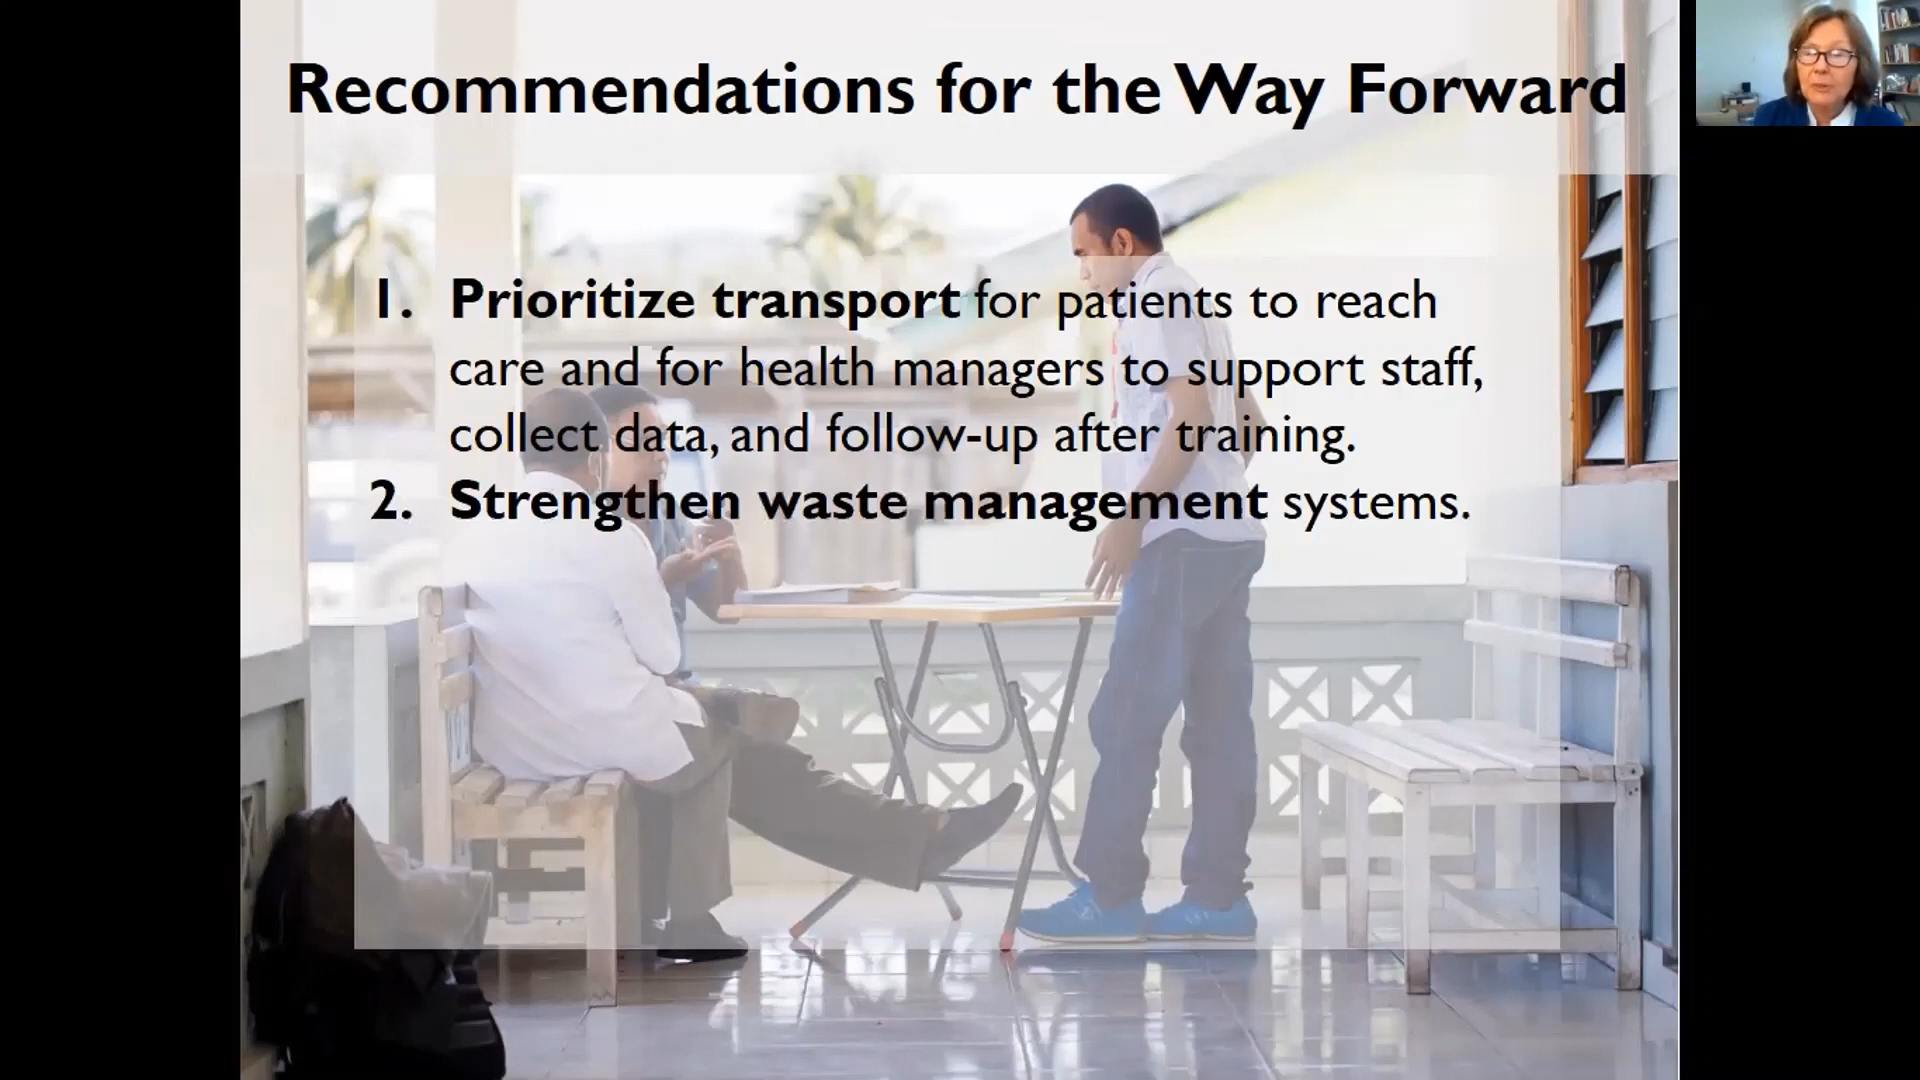 Recommendations for the Way Forward
1. Prioritize transport for patients to reach
care and for health managers to support staff,
collect data, and follow-up after training.
2. Strengthen waste management systems.